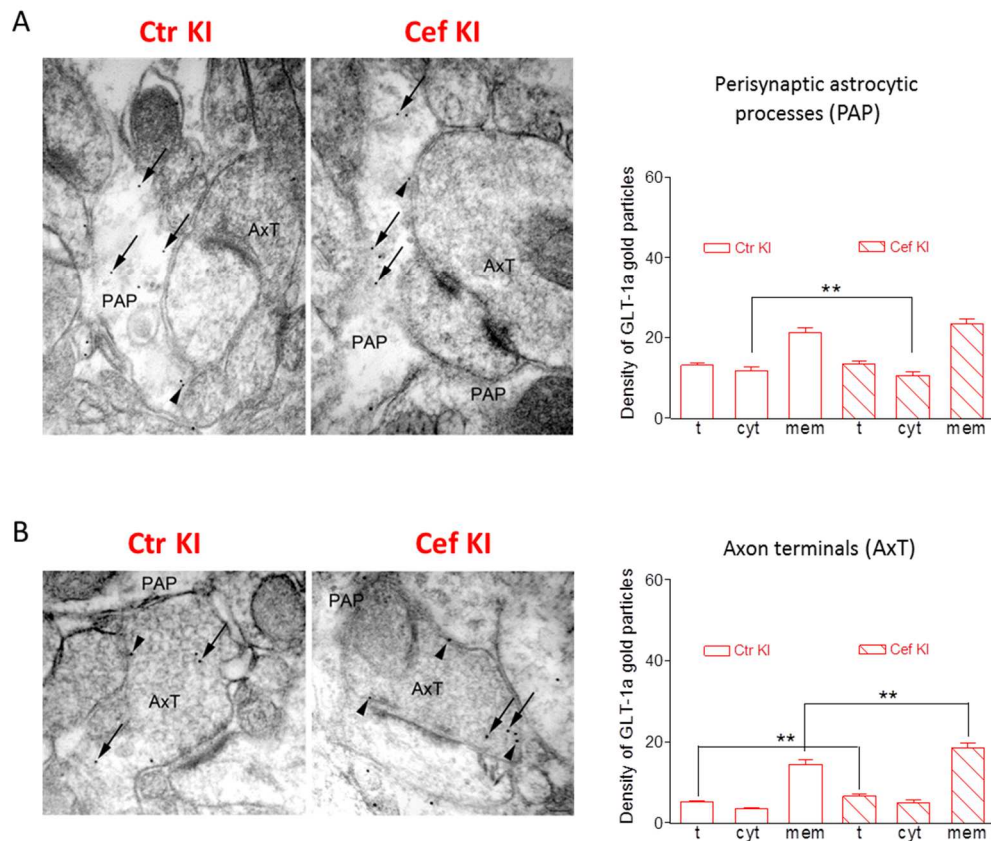 A
Ctr KI
Cef KI
AxT
PAP
AxT
PAP
PAP
Perisynaptic astrocytic
processes (PAP)
Density of GLT-1a gold particles
60
40
20
0
Ctr KI
Cef KI
**
t cyt mem t cyt mem
B
Ctr KI
Cef KI
PAP
AxT
PAP
AxT
Axon terminals (AxT)
Density of GLT-1a gold particles
60
40
20
0
Ctr KI
Cef KI
**
**
t cyt mem t cyt mem